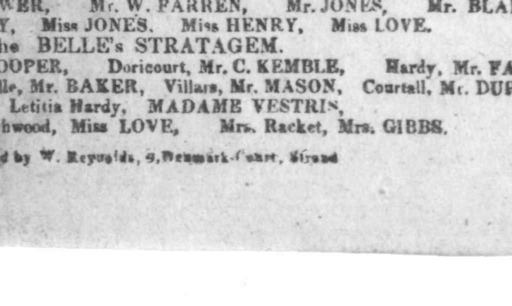 WER, Mr. W. FARREN, Mr. JONES, Mr. BLA
Y, Miss JONES, Miss HENRY, Miss LOVE.
he BELLE's STRATAGEM.
OOPER, Doricourt, Mr. C. KEMBLE, Hardy, Mr. FA
lle, Mr. BAKER, Villars, Mr. MASON, Courtall, Mr. DUR
Letitia Hardy, MADAME VESTRIS,
hwood, Miss LOVE, Mrs. Racket, Mrs. GIBBS.
d by W. Reynolds, 9, Denmark-Court, Strand